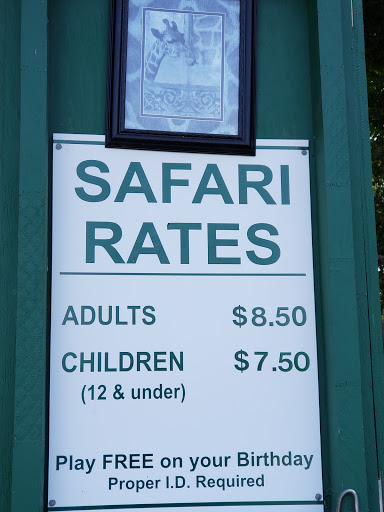 SAFARI
RATES
ADULTS $8.50
CHILDREN $7.50
(12 & under)
Play FREE on your Birthday
Proper I.D. Required